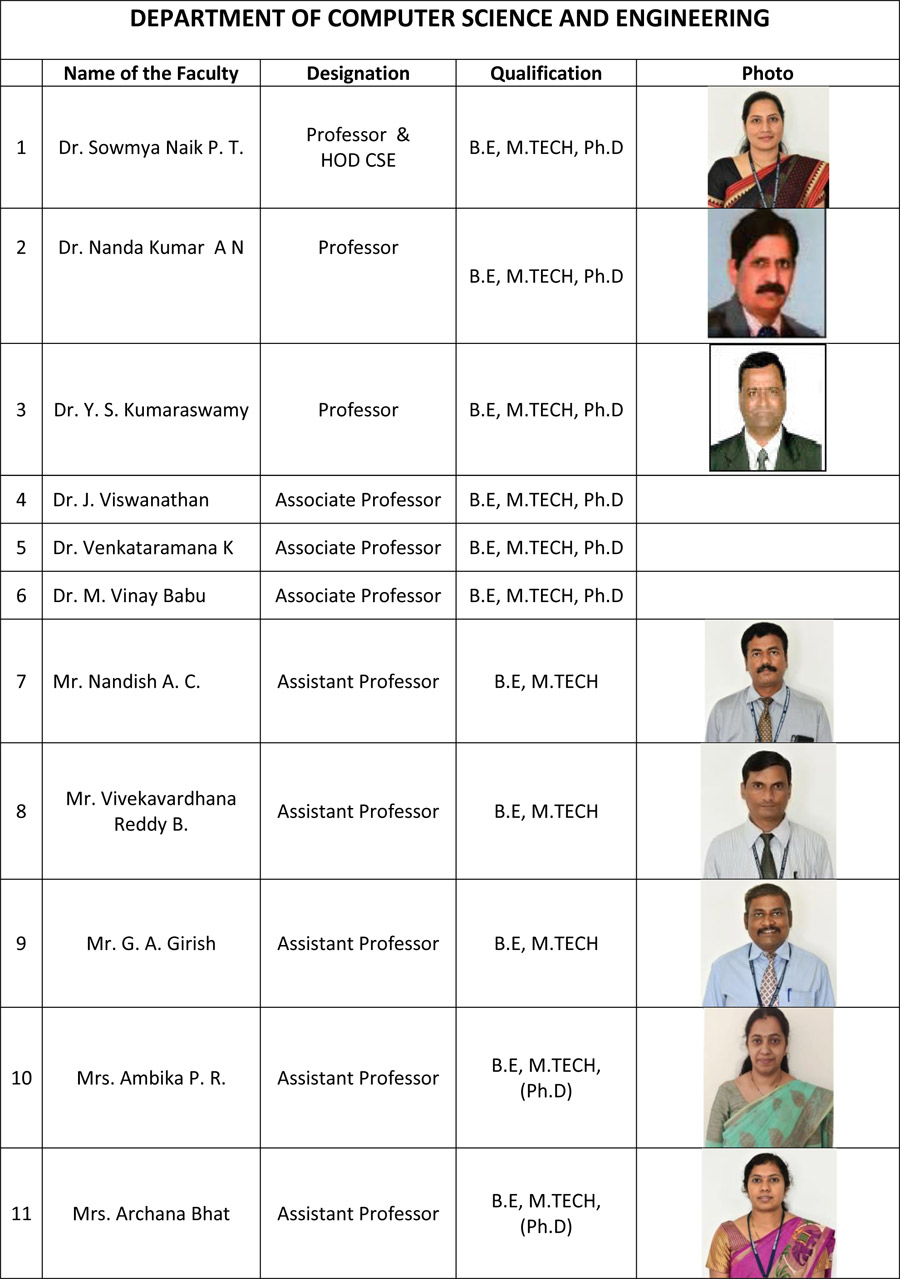 DEPARTMENT OF COMPUTER SCIENCE AND ENGINEERING
Name of the Faculty Designation Qualification Photo
1 Dr. Sowmya Naik P. T. Professor & HOD CSE B.E, M.TECH, Ph.D
2 Dr. Nanda Kumar A N Professor B.E, M.TECH, Ph.D
3 Dr. Y. S. Kumaraswamy Professor B.E, M.TECH, Ph.D
4 Dr. J. Viswanathan Associate Professor B.E, M.TECH, Ph.D
5 Dr. Venkataramana K Associate Professor B.E, M.TECH, Ph.D
6 Dr. M. Vinay Babu Associate Professor B.E, M.TECH, Ph.D
7 Mr. Nandish A. C. Assistant Professor B.E, M.TECH
8 Mr. Vivekavardhana Reddy B. Assistant Professor B.E, M.TECH
9 Mr. G. A. Girish Assistant Professor B.E, M.TECH
10 Mrs. Ambika P. R. Assistant Professor B.E, M.TECH, (Ph.D)
11 Mrs. Archana Bhat Assistant Professor B.E, M.TECH, (Ph.D)